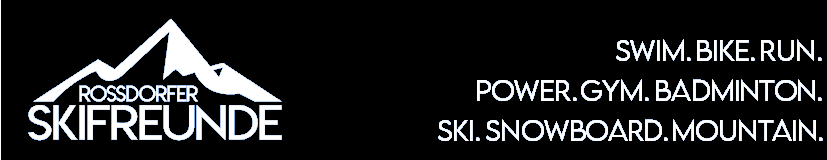 ROSSDORFER
SKIFREUNDE
SWIM. BIKE. RUN.
POWER. GYM. BADMINTON.
SKI. SNOWBOARD. MOUNTAIN.